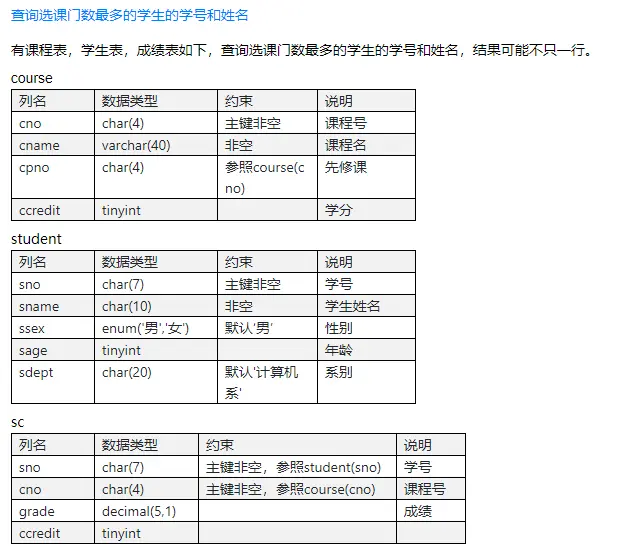 查询选课门数最多的学生的学号和姓名
有课程表，学生表，成绩表如下，查询选课门数最多的学生的学号和姓名，结果可能不只一行。
course
列名 数据类型 约束 说明
cno char(4) 主键非空 课程号
cname varchar(40) 非空 课程名
cpno char(4) 参照course(c 先修课
no)
ccredit tinyint 学分
student
列名 数据类型 约束 说明
sno char(7) 主键非空 学号
sname char(10) 非空 学生姓名
ssex enum('男','女') 默认'男' 性别
sage tinyint 年龄
sdept char(20) 默认'计算机 系别
系'
sc
列名 数据类型 约束 说明
sno char(7) 主键非空，参照student(sno) 学号
cno char(4) 主键非空，参照course(cno) 课程号
grade decimal(5,1) 成绩
ccredit tinyint